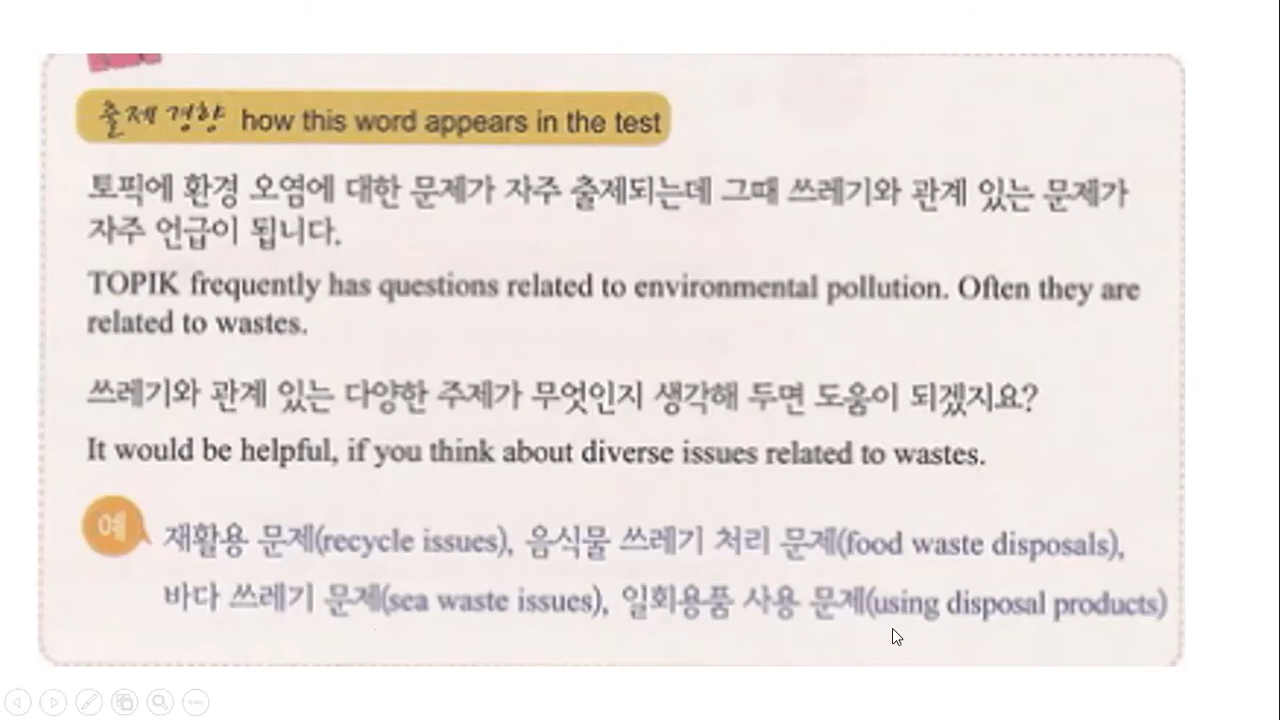 출제 경향 how this word appears in the test
토픽에 환경 오염에 대한 문제가 자주 출제되는데 그때 쓰레기와 관계 있는 문제가
자주 언급이 됩니다.
TOPIK frequently has questions related to environmental pollution. Often they are
related to wastes.
쓰레기와 관계 있는 다양한 주제가 무엇인지 생각해 두면 도움이 되겠지요?
It would be helpful, if you think about diverse issues related to wastes.
예 재활용 문제(recycle issues), 음식물 쓰레기 처리 문제(food waste disposals),
바다 쓰레기 문제(sea waste issues), 일회용품 사용 문제(using disposal products)